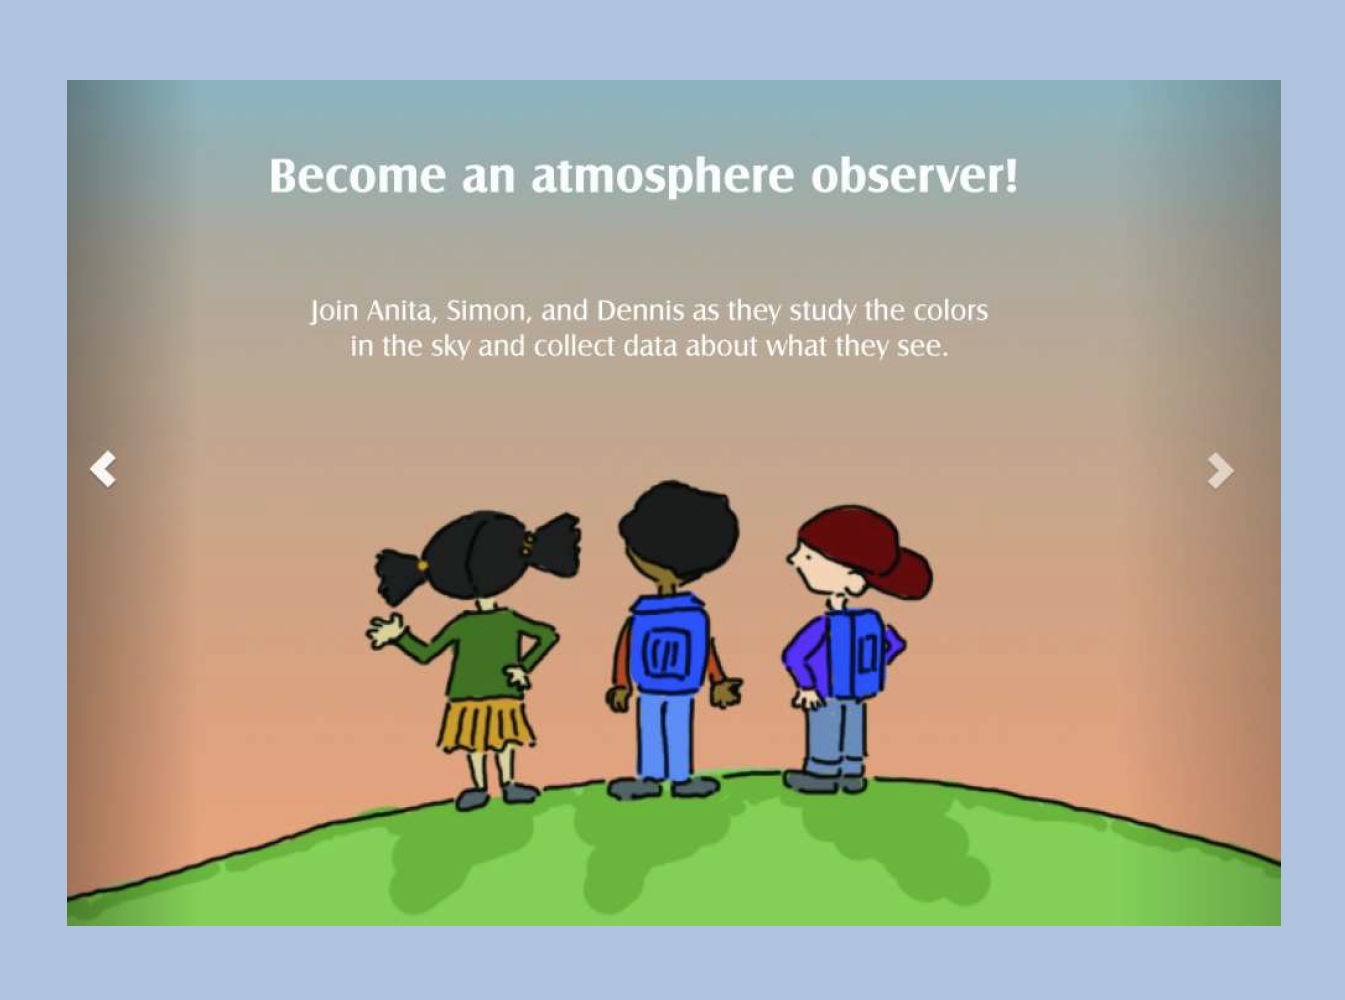 Become an atmosphere observer!
Join Anita, Simon, and Dennis as they study the colors
in the sky and collect data about what they see.